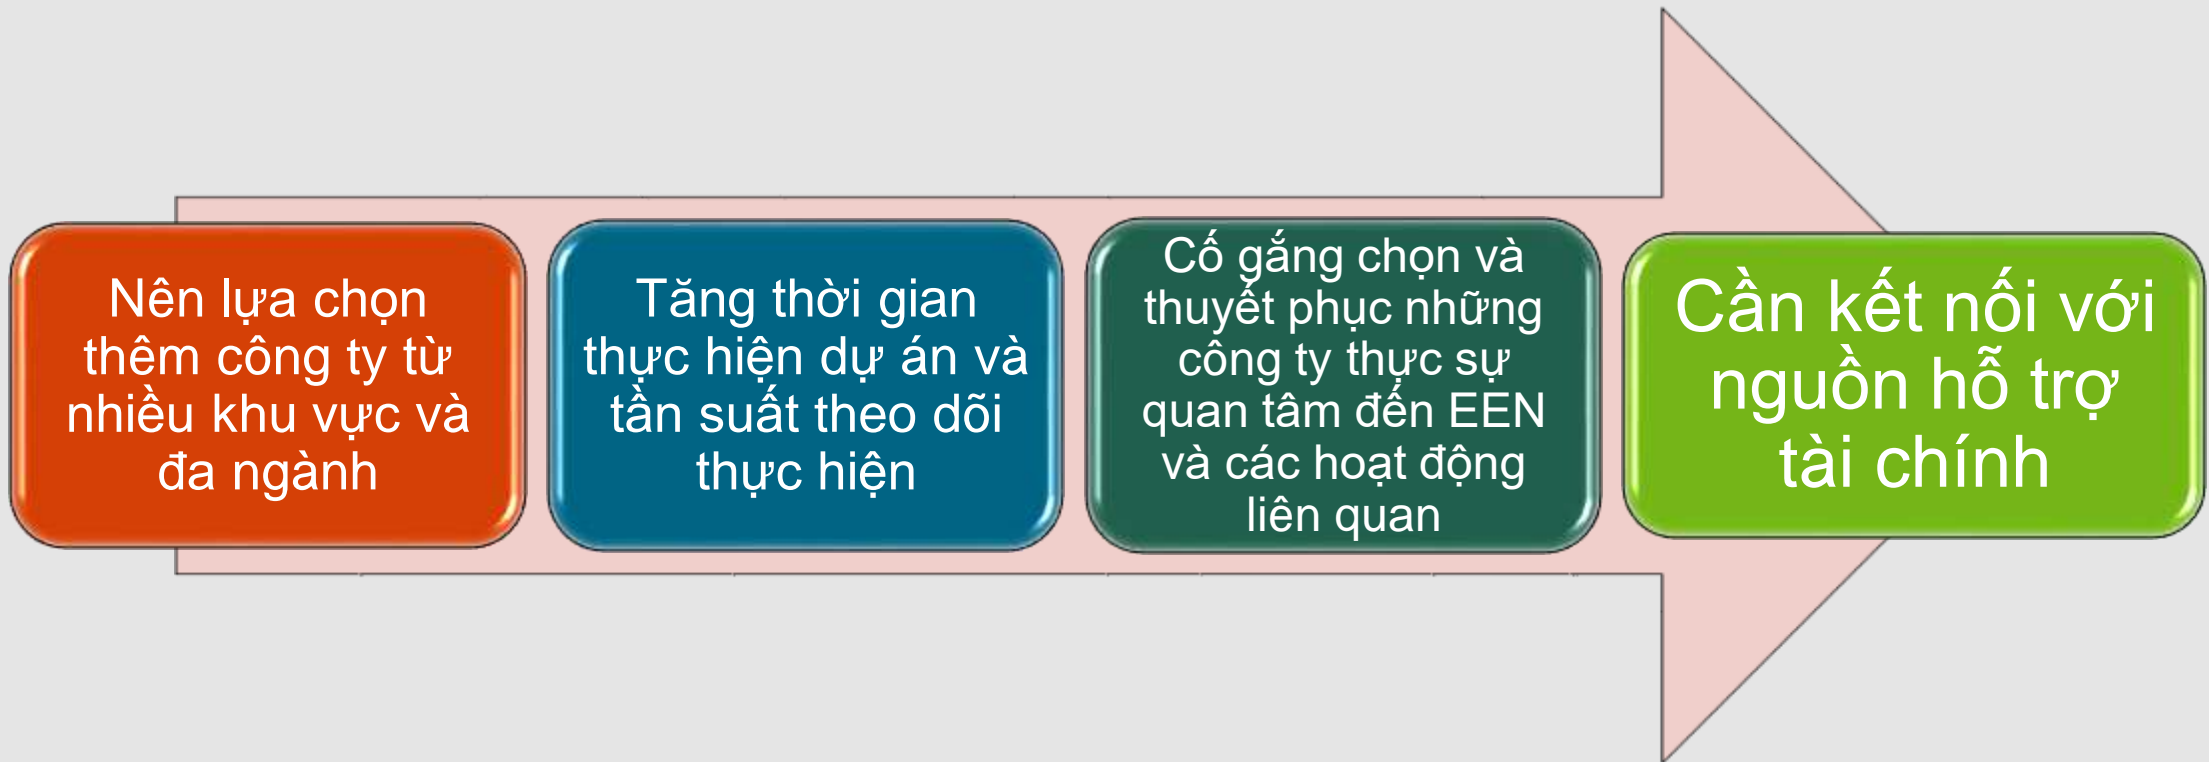 Nên lựa chọn
thêm công ty từ
nhiều khu vực và
đa ngành
Tăng thời gian
thực hiện dự án và
tần suất theo dõi
thực hiện
Cố gắng chọn và
thuyết phục những
công ty thực sự
quan tâm đến EEN
và các hoạt động
liên quan
Cần kết nối với
nguồn hỗ trợ
tài chính